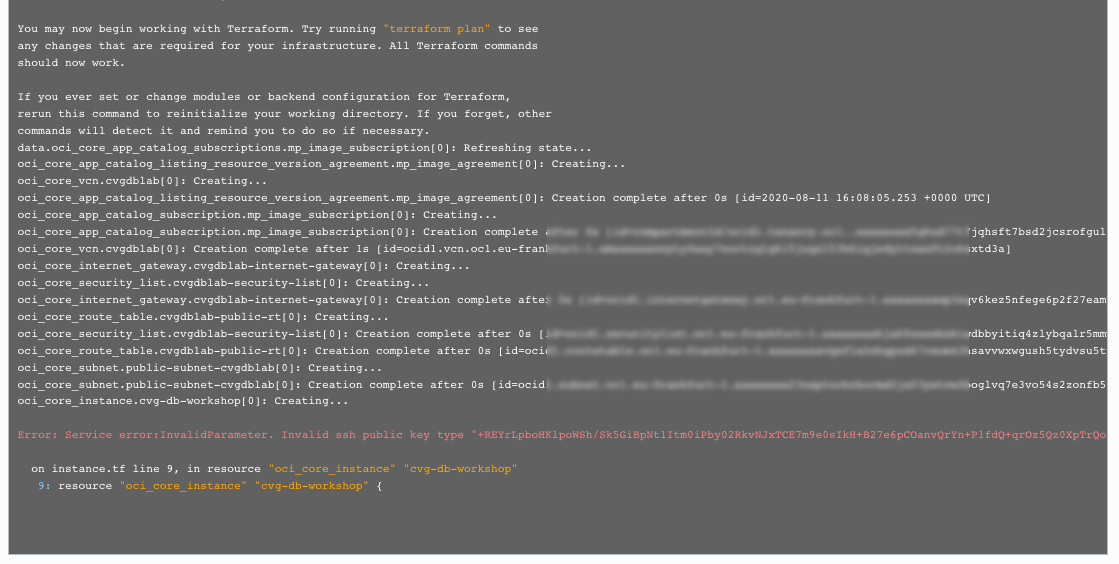 You may now begin working with Terraform. Try running "terraform plan" to see
any changes that are required for your infrastructure. All Terraform commands
should now work.
If you ever set or change modules or backend configuration for Terraform,
rerun this command to reinitialize your working directory. If you forget, other
commands will detect it and remind you to do so if necessary.
data.oci_core_app_catalog_subscriptions.mp_image_subscription[0]: Refreshing state...
oci_core_app_catalog_listing_resource_version_agreement.mp_image_agreement[0]: Creating...
oci_core_vcn.cvgdblab[0]: Creating...
oci_core_app_catalog_listing_resource_version_agreement.mp_image_agreement[0]: Creation complete after 0s [id=2020-08-11 16:08:05.253 +0000 UTC]
oci_core_app_catalog_subscription.mp_image_subscription[0]: Creating...
oci_core_app_catalog_subscription.mp_image_subscription[0]: Creation complete jqhsft7bsd2jcsrofgul
oci_core_vcn.cvgdblab[0]: Creation complete after 1s [id=ocid1.vcn.oc1.eu-fran xtd3a]
oci_core_internet_gateway.cvgdblab-internet-gateway[0]: Creating...
oci_core_security_list.cvgdblab-security-list[0]: Creating...
oci_core_internet_gateway.cvgdblab-internet-gateway[0]: Creation complete after qv6kez5nfege6p2f27eam
oci_core_route_table.cvgdblab-public-rt[0]: Creating...
oci_core_security_list.cvgdblab-security-list[0]: Creation complete after 0s [ dbbyitiq4zlybqalr5mm
oci_core_route_table.cvgdblab-public-rt[0]: Creation complete after 0s [id=oci savvwxwgush5tydvsu5t
oci_core_subnet.public-subnet-cvgdblab[0]: Creating...
oci_core_subnet.public-subnet-cvgdblab[0]: Creation complete after 0s [id=ocid oglvq7e3vo54s2zonfb5
oci_core_instance.cvg-db-workshop[0]: Creating...
Error: Service error:InvalidParameter. Invalid ssh public key type "+REYrLpboHKlpoWSh/Sk5GiBpNt1Itm0iPby02RkvNJxTCE7m9e0sIkH+B27e6pCOanvQrYn+PlfdQ+qrOz5Qz0XpTrQo
on instance.tf line 9, in resource "oci_core_instance" "cvg-db-workshop"
9: resource "oci_core_instance" "cvg-db-workshop" {